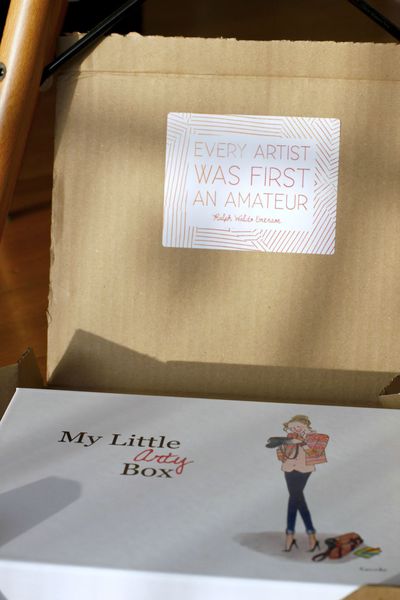 EVERY ARTIST
WAS FIRST
AN AMATEUR
Ralph Waldo Emerson
My Little
Arty
Box